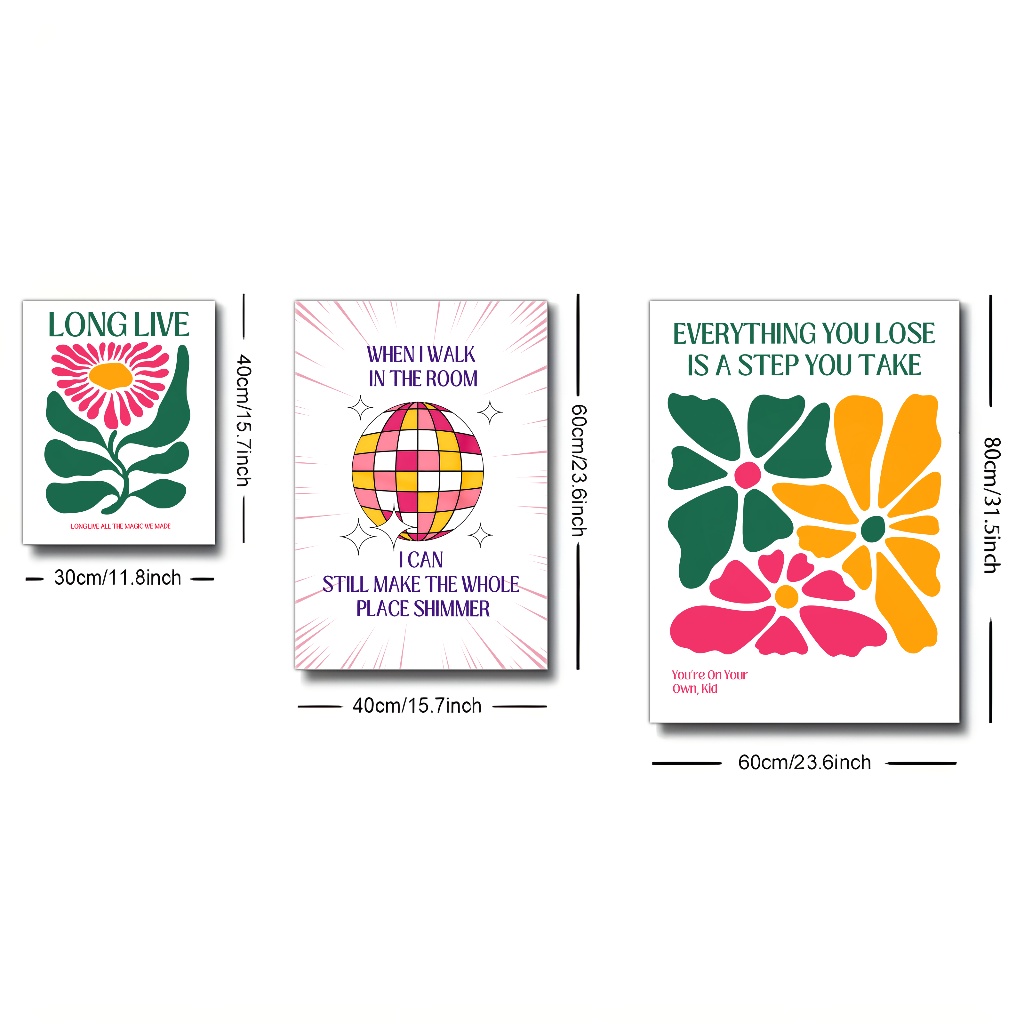 LONG LIVE
LONG LIVE ALL THE MAGIC WE MADE
40cm/15.7inch
30cm/11.8inch
WHEN I WALK
IN THE ROOM
I CAN
STILL MAKE THE WHOLE
PLACE SHIMMER
60cm/23.6inch
40cm/15.7inch
EVERYTHING YOU LOSE
IS A STEP YOU TAKE
You're On Your
Own, Kid
80cm/31.5inch
60cm/23.6inch